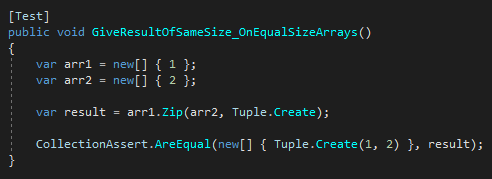 [Test]
public void GiveResultOfSameSize_OnEqualSizeArrays()
{
var arr1 = new[] { 1 };
var arr2 = new[] { 2 };
var result = arr1.Zip(arr2, Tuple.Create);
CollectionAssert.AreEqual(new[] { Tuple.Create(1, 2) }, result);
}